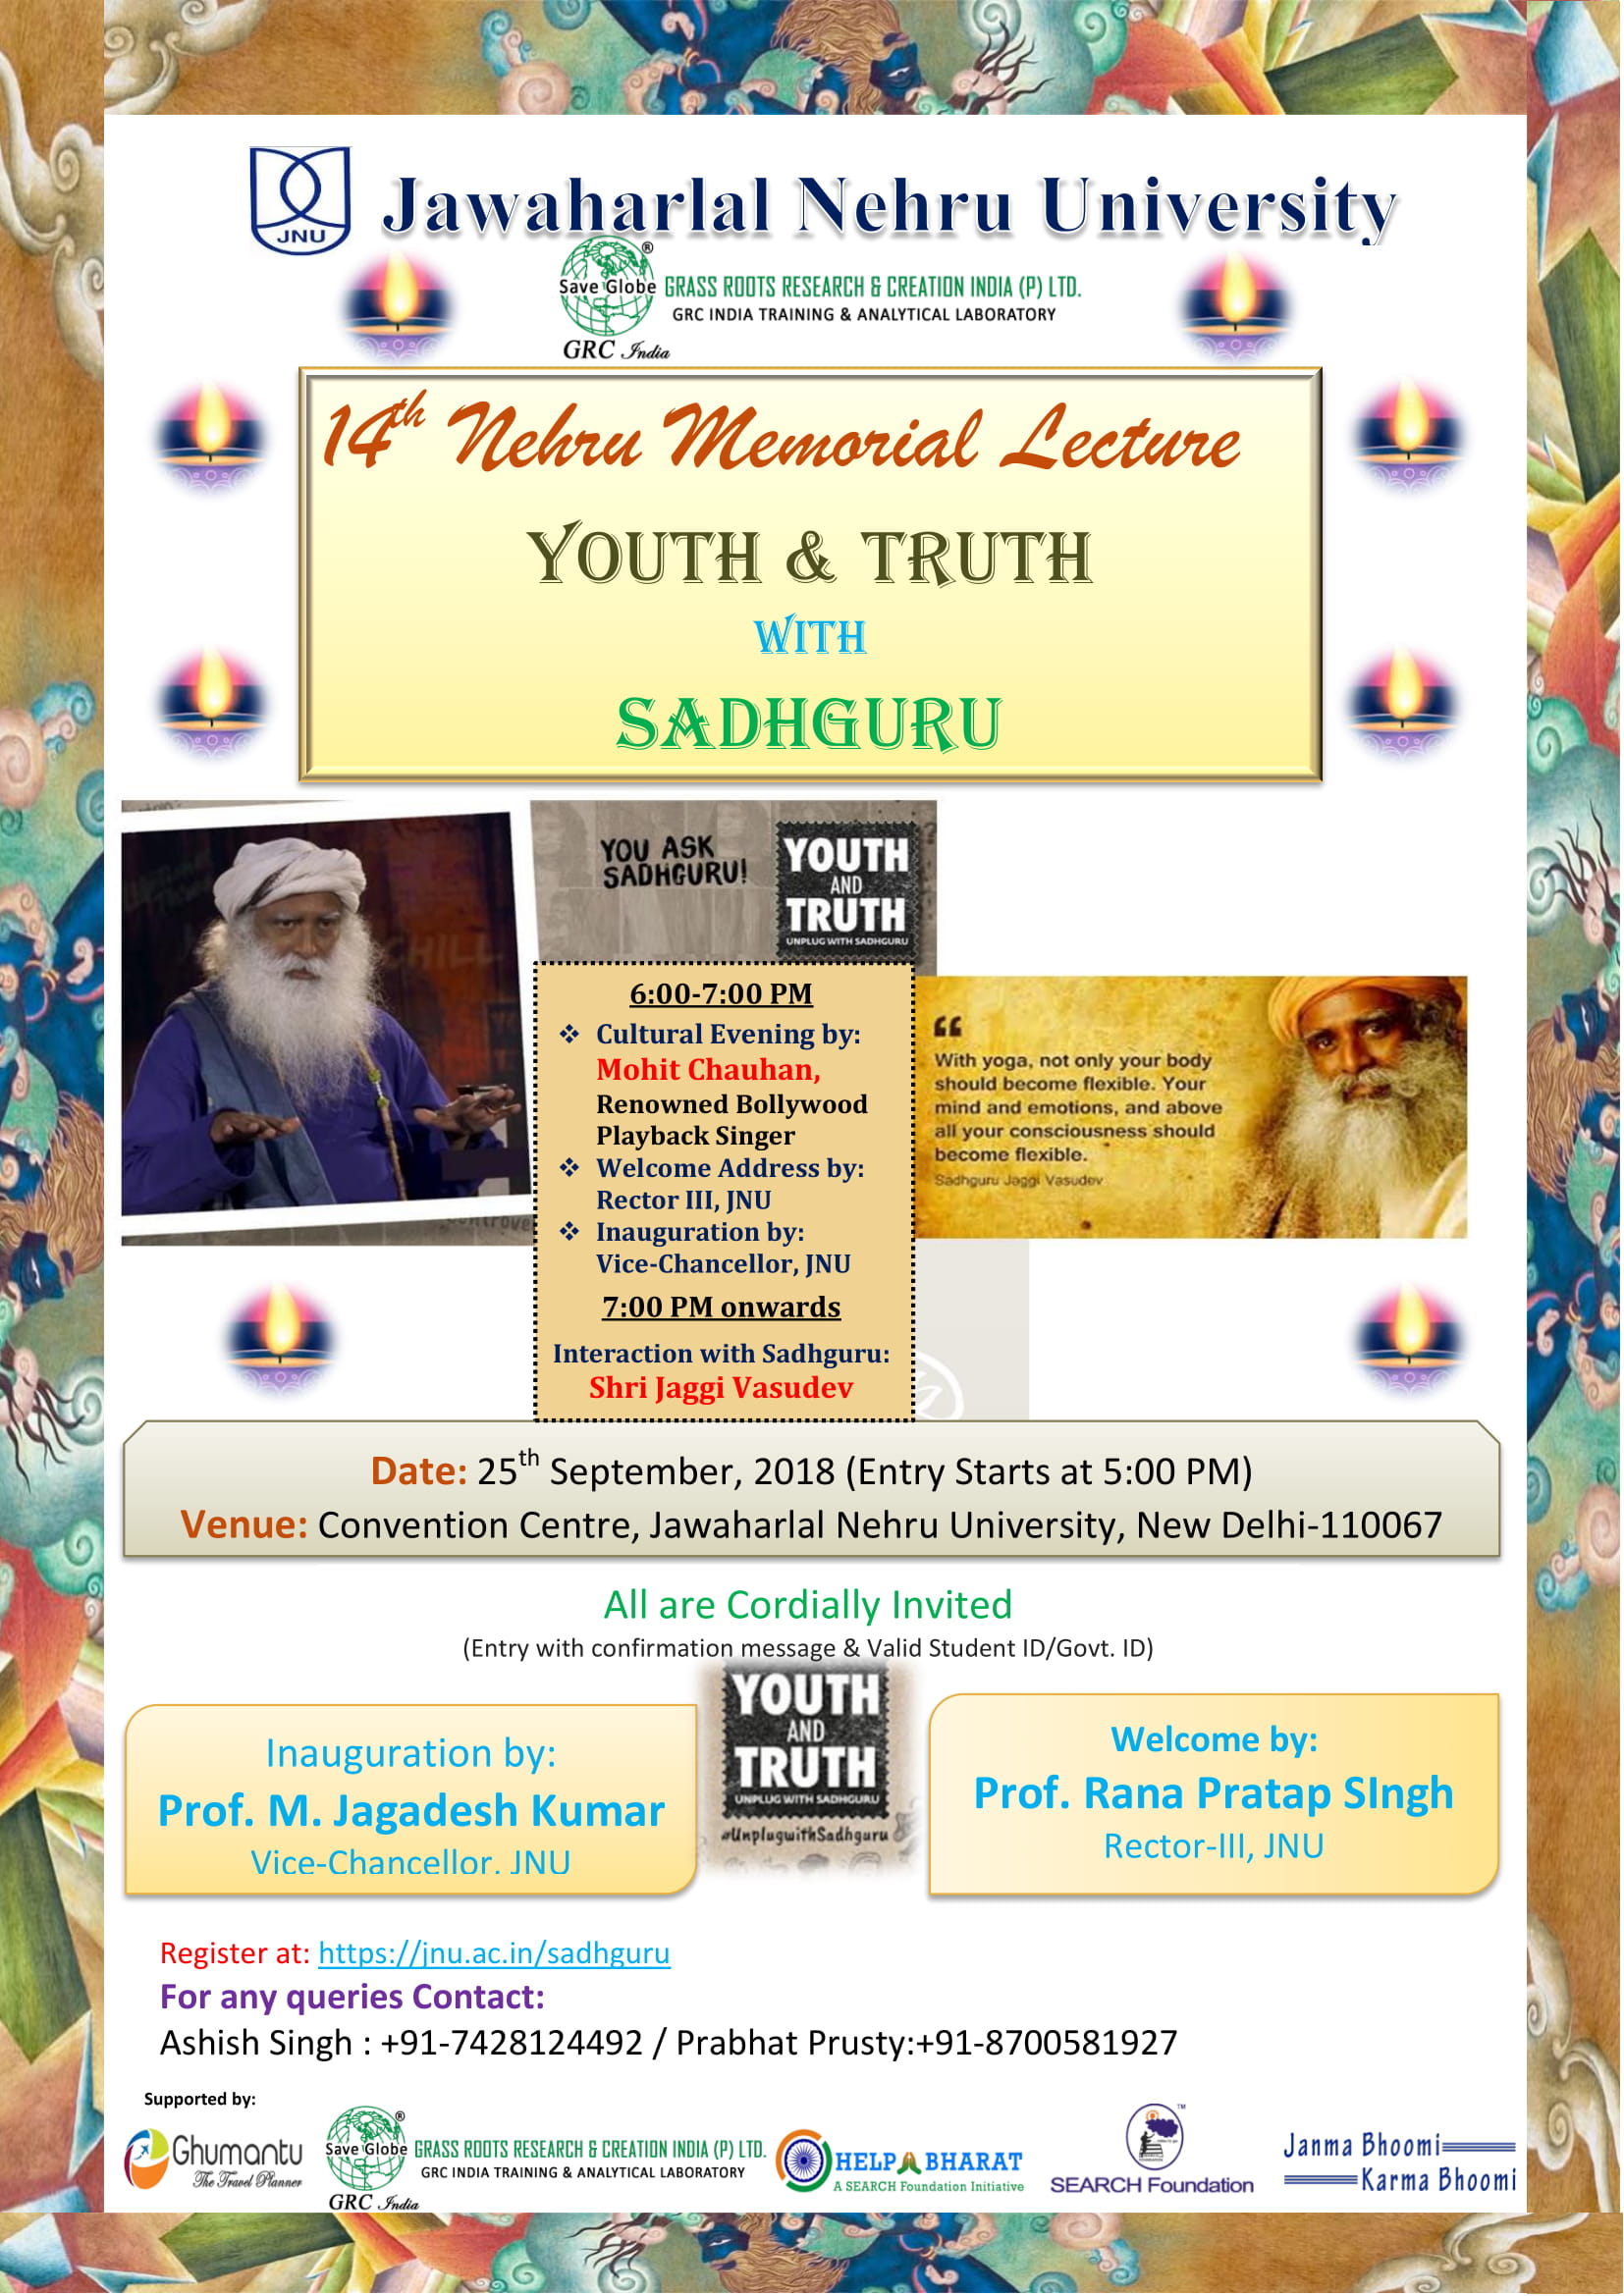 JNU
Jawaharlal Nehru University
Save Globe ®
GRC India
GRASS ROOTS RESEARCH & CREATION INDIA (P) LTD.
GRC INDIA TRAINING & ANALYTICAL LABORATORY
14th Nehru Memorial Lecture
YOUTH & TRUTH
WITH
SADHGURU
CHILL
YOU ASK
SADHGURU!
YOUTH
AND
TRUTH
UNPLUG WITH SADHGURU
6:00-7:00 PM
❖ Cultural Evening by:
Mohit Chauhan,
Renowned Bollywood
Playback Singer
❖ Welcome Address by:
Rector III, JNU
❖ Inauguration by:
Vice-Chancellor, JNU
7:00 PM onwards
Interaction with Sadhguru:
Shri Jaggi Vasudev
“
With yoga, not only your body
should become flexible. Your
mind and emotions, and above
all your consciousness should
become flexible.
Sadhguru Jaggi Vasudev
Date: 25th September, 2018 (Entry Starts at 5:00 PM)
Venue: Convention Centre, Jawaharlal Nehru University, New Delhi-110067
All are Cordially Invited
(Entry with confirmation message & Valid Student ID/Govt. ID)
Inauguration by:
Prof. M. Jagadesh Kumar
Vice-Chancellor, JNU
YOUTH
AND
TRUTH
UNPLUG WITH SADHGURU
#UnplugwithSadhguru
Welcome by:
Prof. Rana Pratap SIngh
Rector-III, JNU
Register at: https://jnu.ac.in/sadhguru
For any queries Contact:
Ashish Singh : +91-7428124492 / Prabhat Prusty:+91-8700581927
Supported by:
Ghumantu
The Travel Planner
Save Globe ®
GRC India
GRASS ROOTS RESEARCH & CREATION INDIA (P) LTD.
GRC INDIA TRAINING & ANALYTICAL LABORATORY
HELP A BHARAT
A SEARCH Foundation Initiative
TM
SEARCH Foundation
Janma Bhoomi
Karma Bhoomi